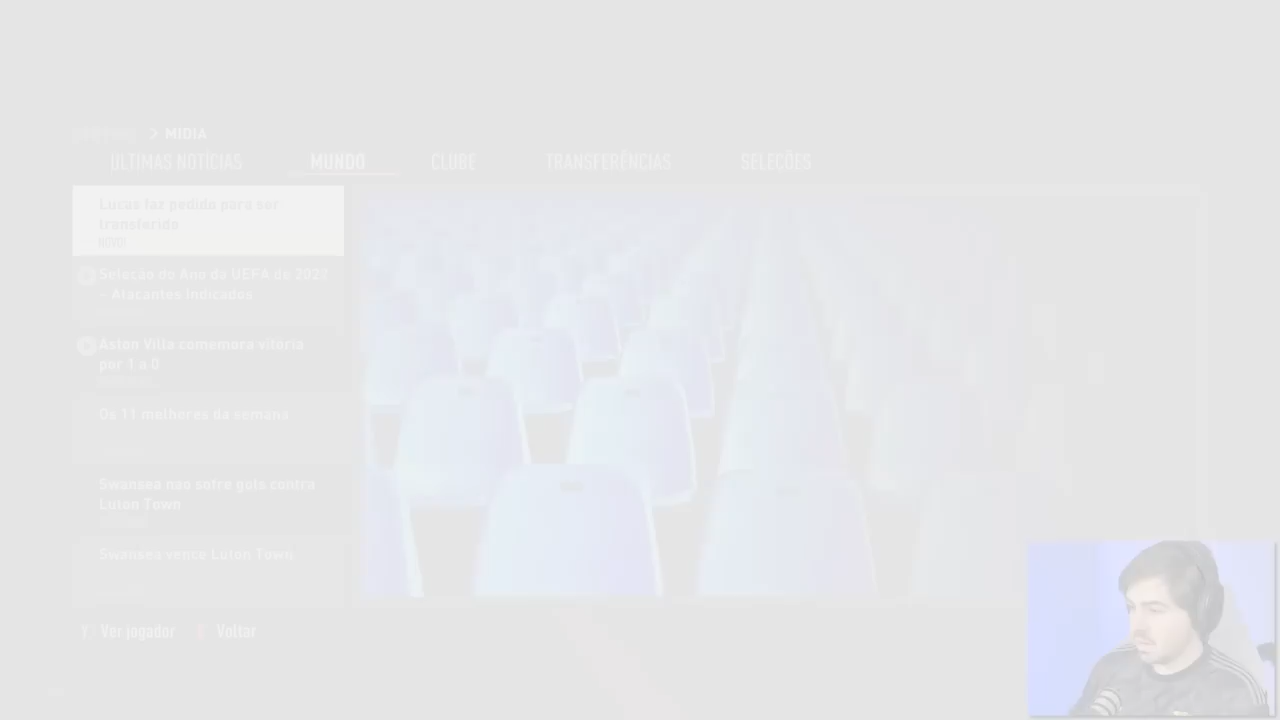 > MIDIA
ÚLTIMAS NOTÍCIAS MUNDO CLUBE TRANSFERÊNCIAS SELEÇÕES
Lucas faz pedido para ser
transferido
NOVO
Seleção do Ano da UEFA de 2022
- Atacantes indicados
Aston Villa comemora vitória
por 1 a 0
Os 11 melhores da semana
Swansea não sofre gols contra
Luton Town
Swansea vence Luton Town
Y Ver jogador Voltar